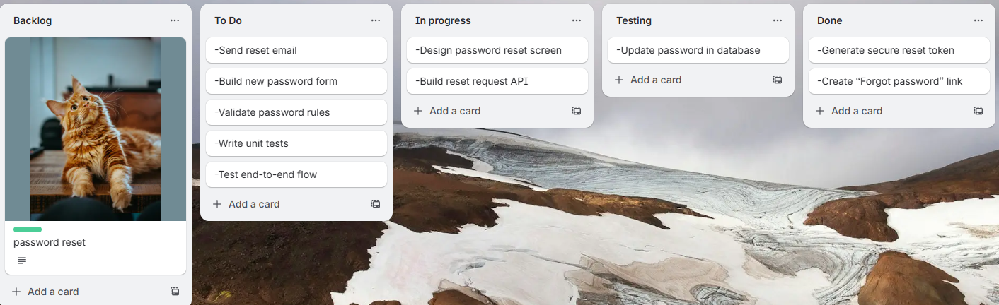 Backlog
password reset
+ Add a card
To Do
-Send reset email
-Build new password form
-Validate password rules
-Write unit tests
-Test end-to-end flow
+ Add a card
In progress
-Design password reset screen
-Build reset request API
+ Add a card
Testing
-Update password in database
+ Add a card
Done
-Generate secure reset token
-Create “Forgot password” link
+ Add a card